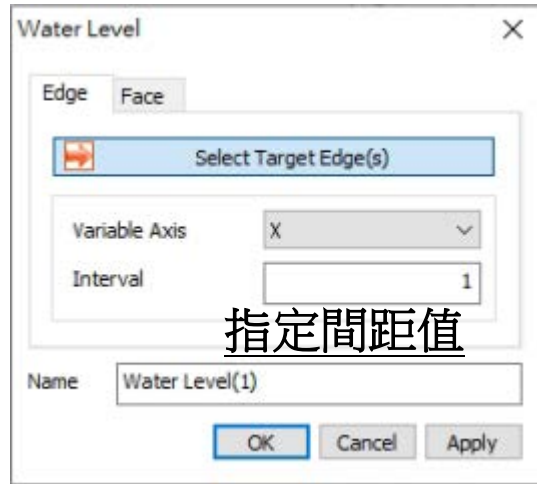 Water Level
Edge Face
Select Target Edge(s)
Variable Axis X
Interval 1
指定間距值
Name Water Level(1)
OK Cancel Apply